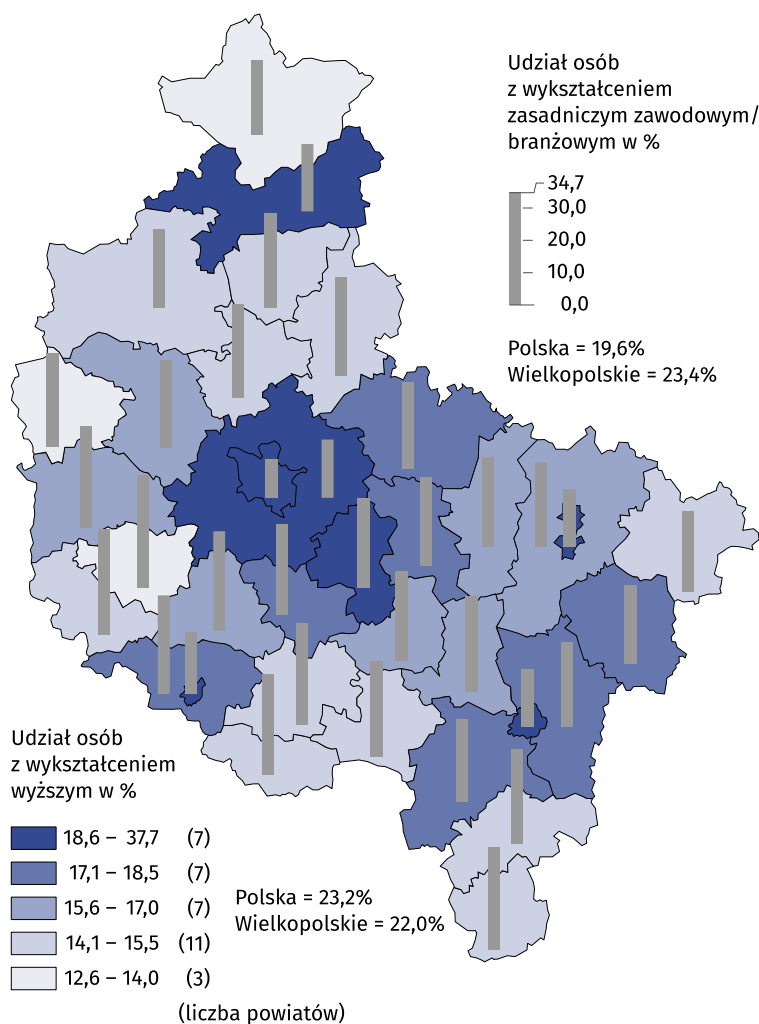 Udział osób
z wykształceniem
zasadniczym zawodowym/
branżowym w %
34,7
30,0
20,0
10,0
0,0
Polska = 19,6%
Wielkopolskie = 23,4%
Udział osób
z wykształceniem
wyższym w %
18,6 – 37,7 (7)
17,1 – 18,5 (7)
15,6 – 17,0 (7)
14,1 – 15,5 (11)
12,6 – 14,0 (3)
(liczba powiatów)
Polska = 23,2%
Wielkopolskie = 22,0%